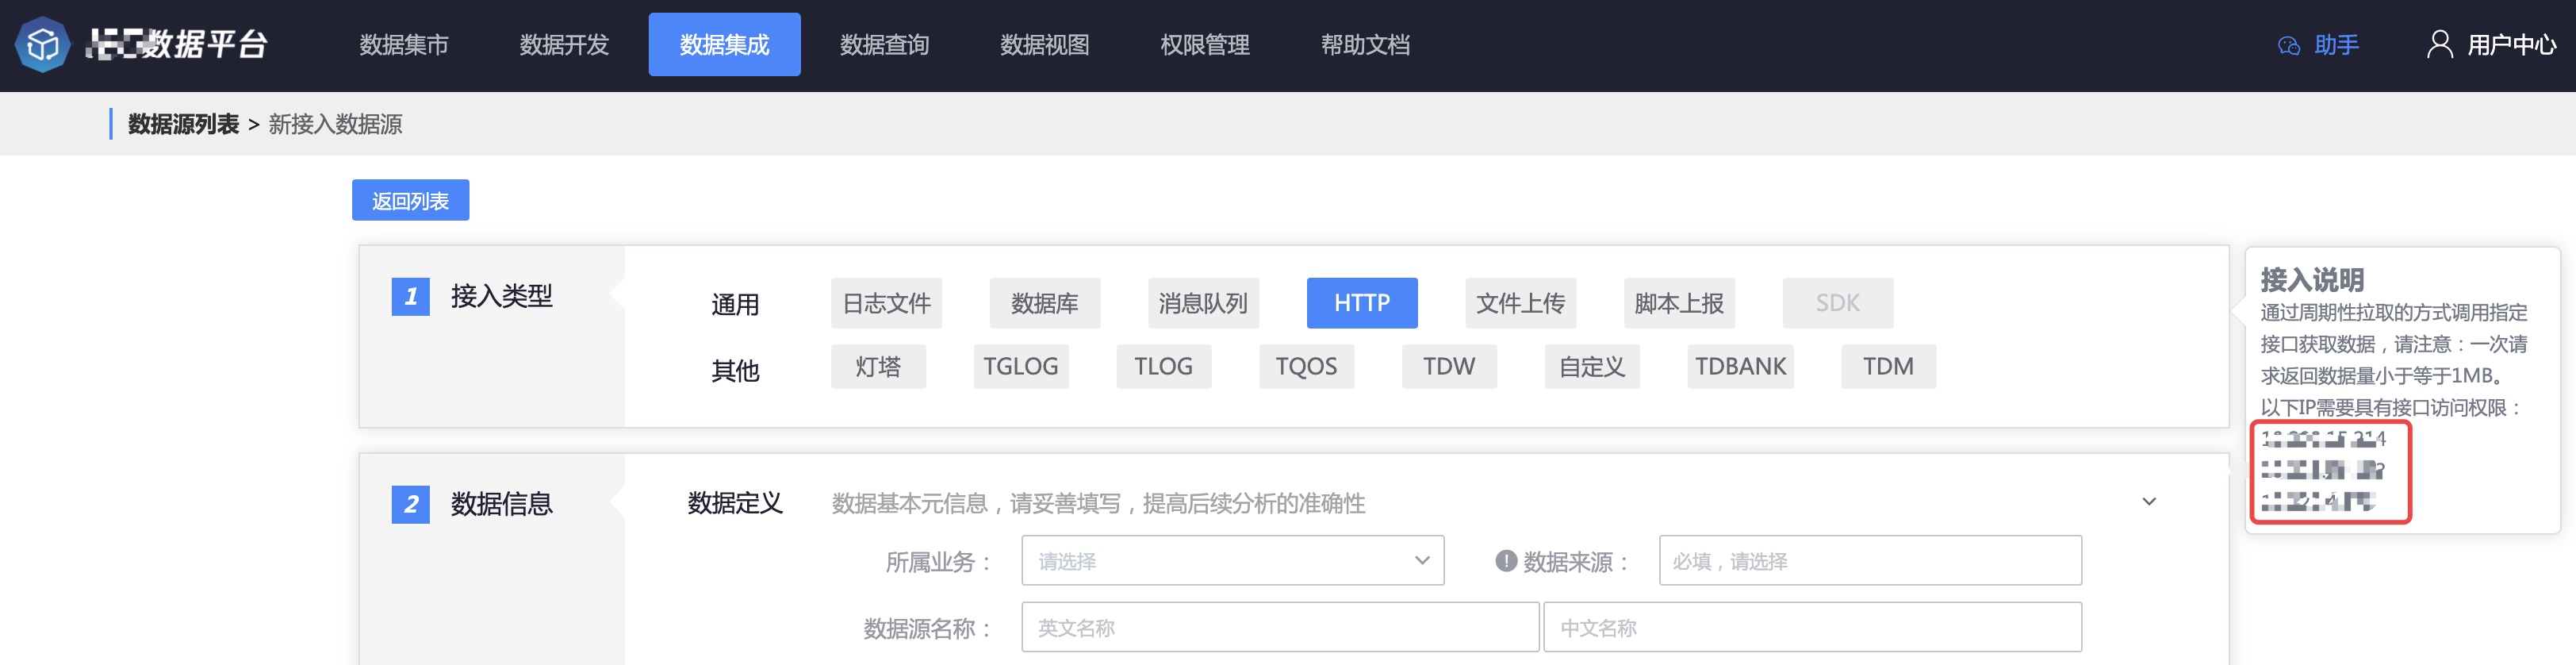 数据平台
数据集市 数据开发 数据集成 数据查询 数据视图 权限管理 帮助文档 助手 用户中心
数据源列表 > 新接入数据源
返回列表
1 接入类型
通用 日志文件 数据库 消息队列 HTTP 文件上传 脚本上报 SDK
其他 灯塔 TGLOG TLOG TQOS TDW 自定义 TDBANK TDM
接入说明
通过周期性拉取的方式调用指定
接口获取数据，请注意：一次请
求返回数据量小于等于1MB。
以下IP需要具有接口访问权限：
2 数据信息
数据定义 数据基本元信息，请妥善填写，提高后续分析的准确性
所属业务： 请选择 数据来源： 必填，请选择
数据源名称： 英文名称 中文名称